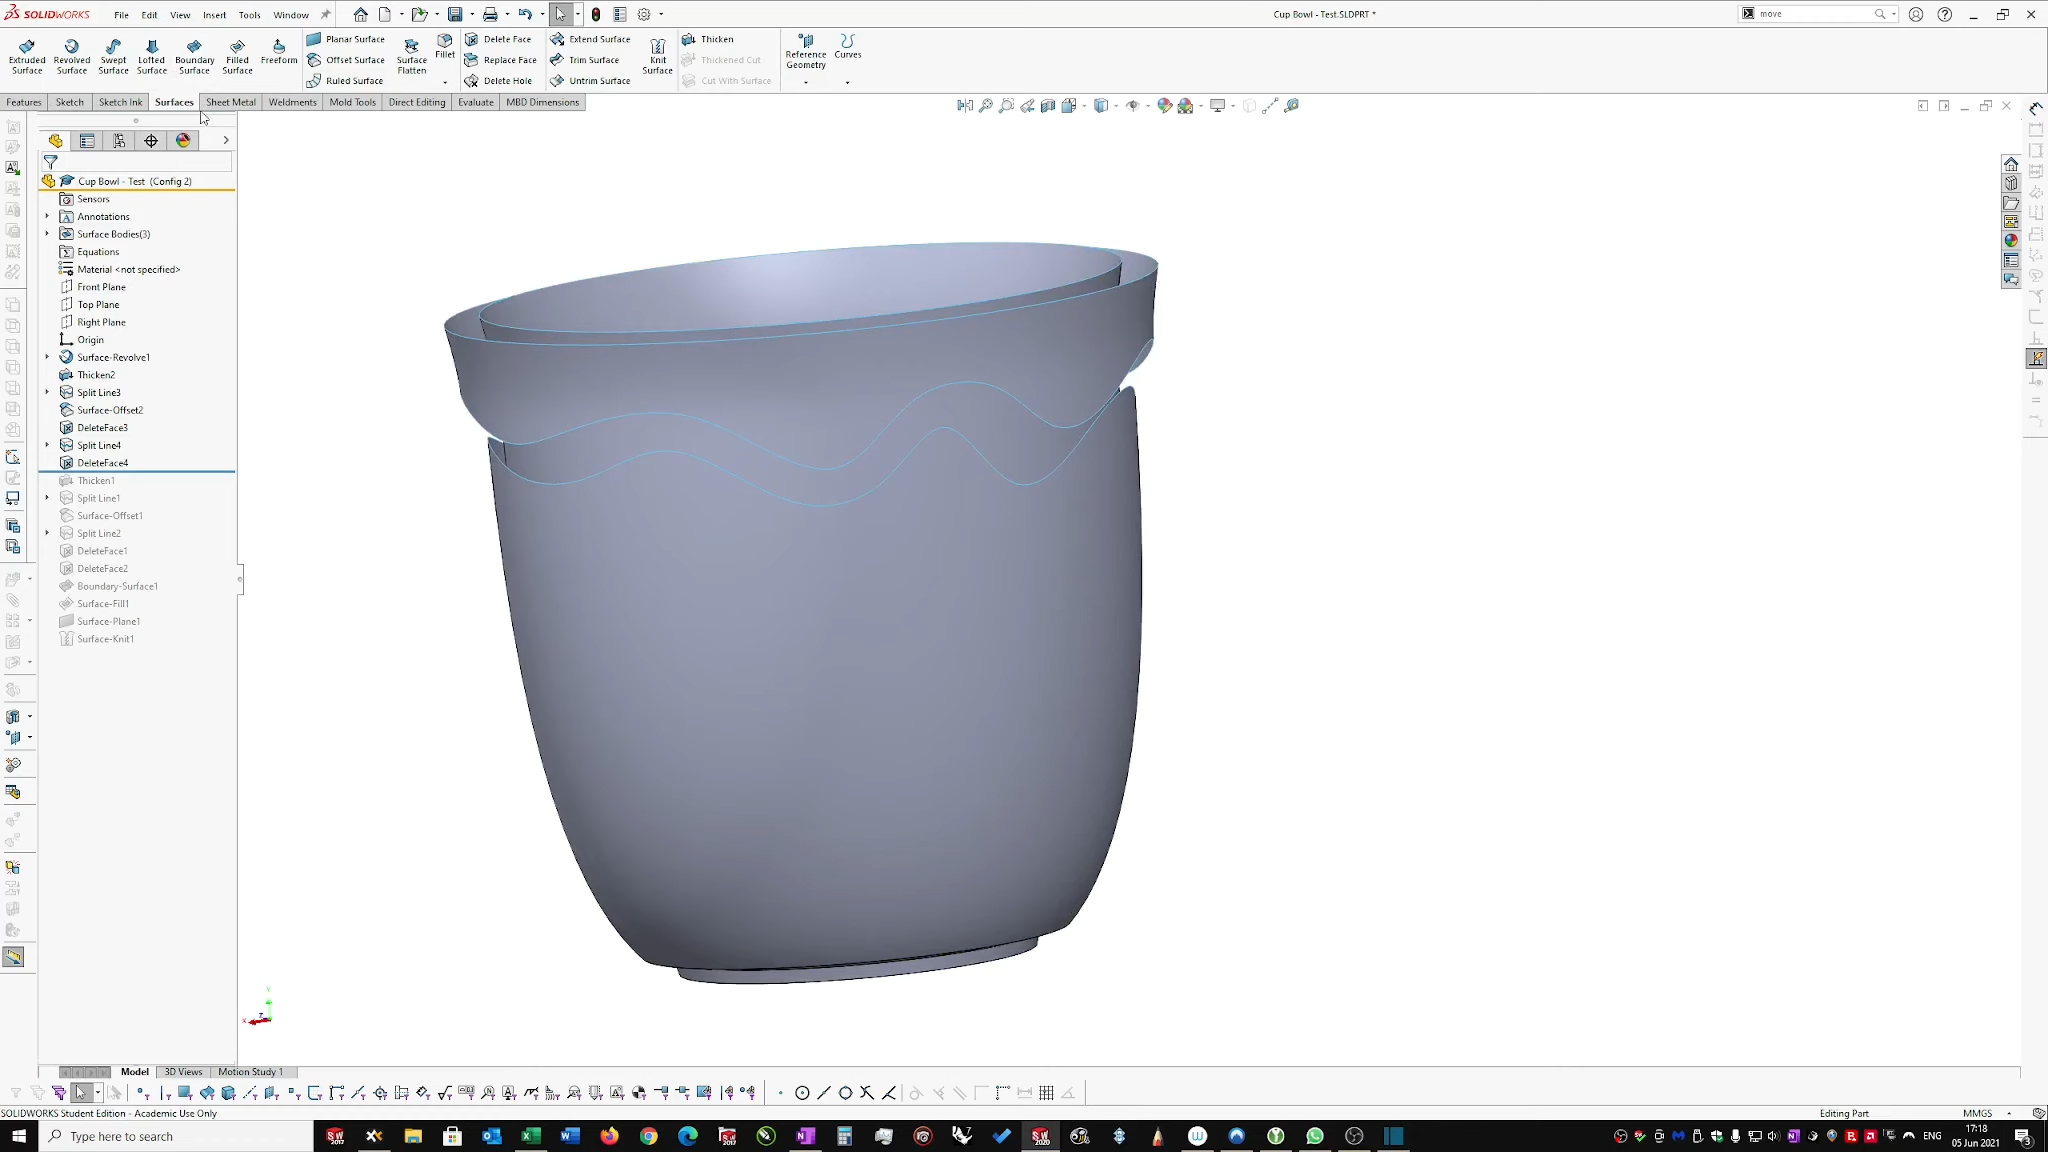 SOLIDWORKS File Edit View Insert Tools Window
Cup Bowl - Test.SLDPRT *
move
Extruded Surface
Revolved Surface
Swept Surface
Lofted Surface
Boundary Surface
Filled Surface
Freeform
Planar Surface
Offset Surface
Ruled Surface
Surface Flatten
Fillet
Delete Face
Replace Face
Delete Hole
Extend Surface
Trim Surface
Untrim Surface
Knit Surface
Thicken
Thickened Cut
Cut With Surface
Reference Geometry
Curves
Features Sketch Sketch Ink Surfaces Sheet Metal Weldments Mold Tools Direct Editing Evaluate MBD Dimensions
Cup Bowl - Test (Config 2)
Sensors
Annotations
Surface Bodies(3)
Equations
Material <not specified>
Front Plane
Top Plane
Right Plane
Origin
Surface-Revolve1
Thicken2
Split Line3
Surface-Offset2
DeleteFace3
Split Line4
DeleteFace4
Thicken1
Split Line1
Surface-Offset1
Split Line2
DeleteFace1
DeleteFace2
Boundary-Surface1
Surface-Fill1
Surface-Plane1
Surface-Knit1
Y
X
Z
Model 3D Views Motion Study 1
SOLIDWORKS Student Edition - Academic Use Only
Editing Part
MMGS
Type here to search
ENG
17:18
05 Jun 2021